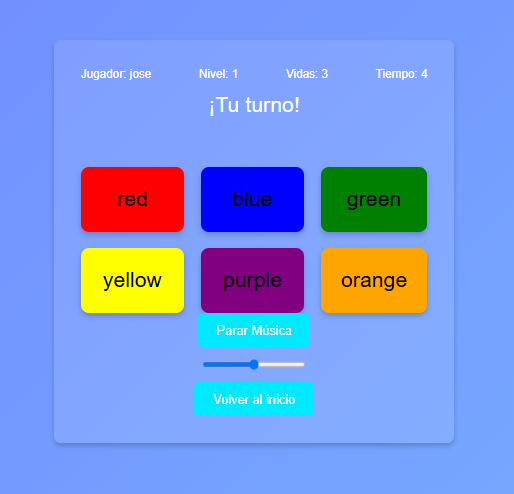 Jugador: jose Nivel: 1 Vidas: 3 Tiempo: 4
¡Tu turno!
red blue green
yellow purple orange
Parar Música
Volver al inicio